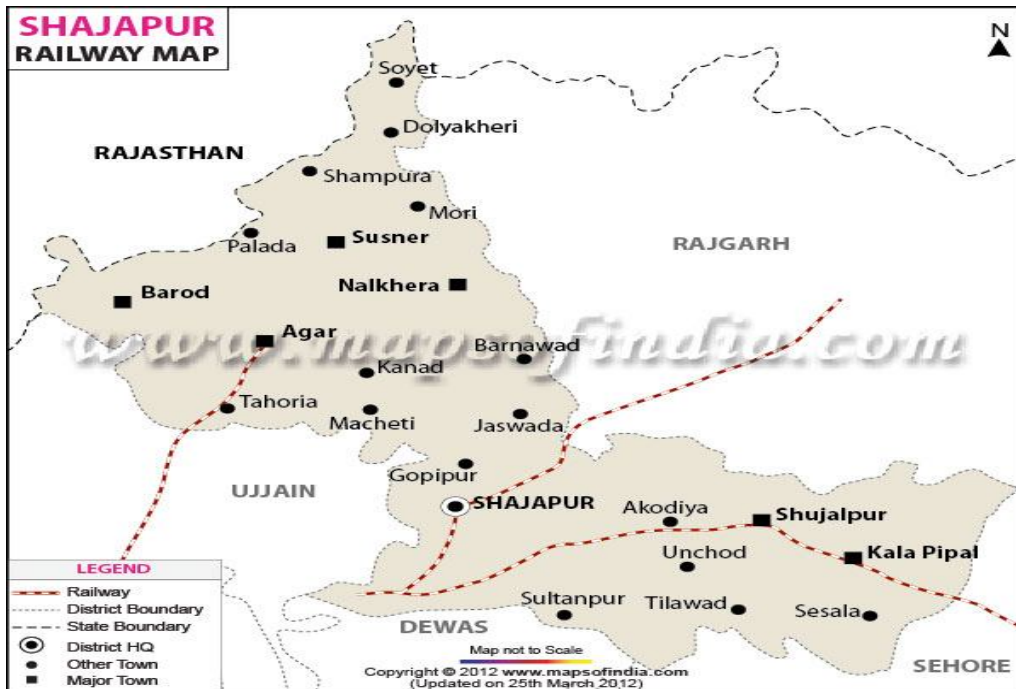 SHAJAPUR
RAILWAY MAP
N
Soyet
Dolyakheri
RAJASTHAN
Shampura
Mori
Palada
Susner
RAJGARH
Nalkhera
Barod
Agar
www.mapsofindia.com
Barnawad
Kanad
Tahoria
Macheti
Jaswada
Gopipur
UJJAIN
SHAJAPUR
Akodiya
Shujalpur
Unchod
Kala Pipal
Sultanpur
Tilawad
Sesala
DEWAS
SEHORE
LEGEND
Railway
District Boundary
State Boundary
District HQ
Other Town
Major Town
Map not to Scale
Copyright © 2012 www.mapsofindia.com
(Updated on 25th March 2012)